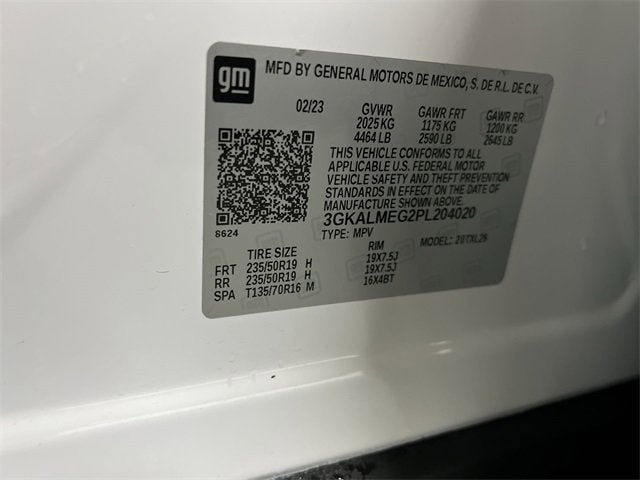 gm
MFD BY GENERAL MOTORS DE MEXICO, S. DE R.L. DE C.V.
02/23 GVWR GAWR FRT GAWR RR
2025 KG 1175 KG 1200 KG
4464 LB 2590 LB 2645 LB
THIS VEHICLE CONFORMS TO ALL
APPLICABLE U.S. FEDERAL MOTOR
VEHICLE SAFETY AND THEFT PREVENTION
STANDARDS IN EFFECT ON THE DATE OF
MANUFACTURE SHOWN ABOVE.
3GKALMEG2PL204020
8624 TYPE: MPV MODEL: 20TXL26
TIRE SIZE RIM
FRT 235/50R19 H 19X7.5J
RR 235/50R19 H 19X7.5J
SPA T135/70R16 M 16X4BT